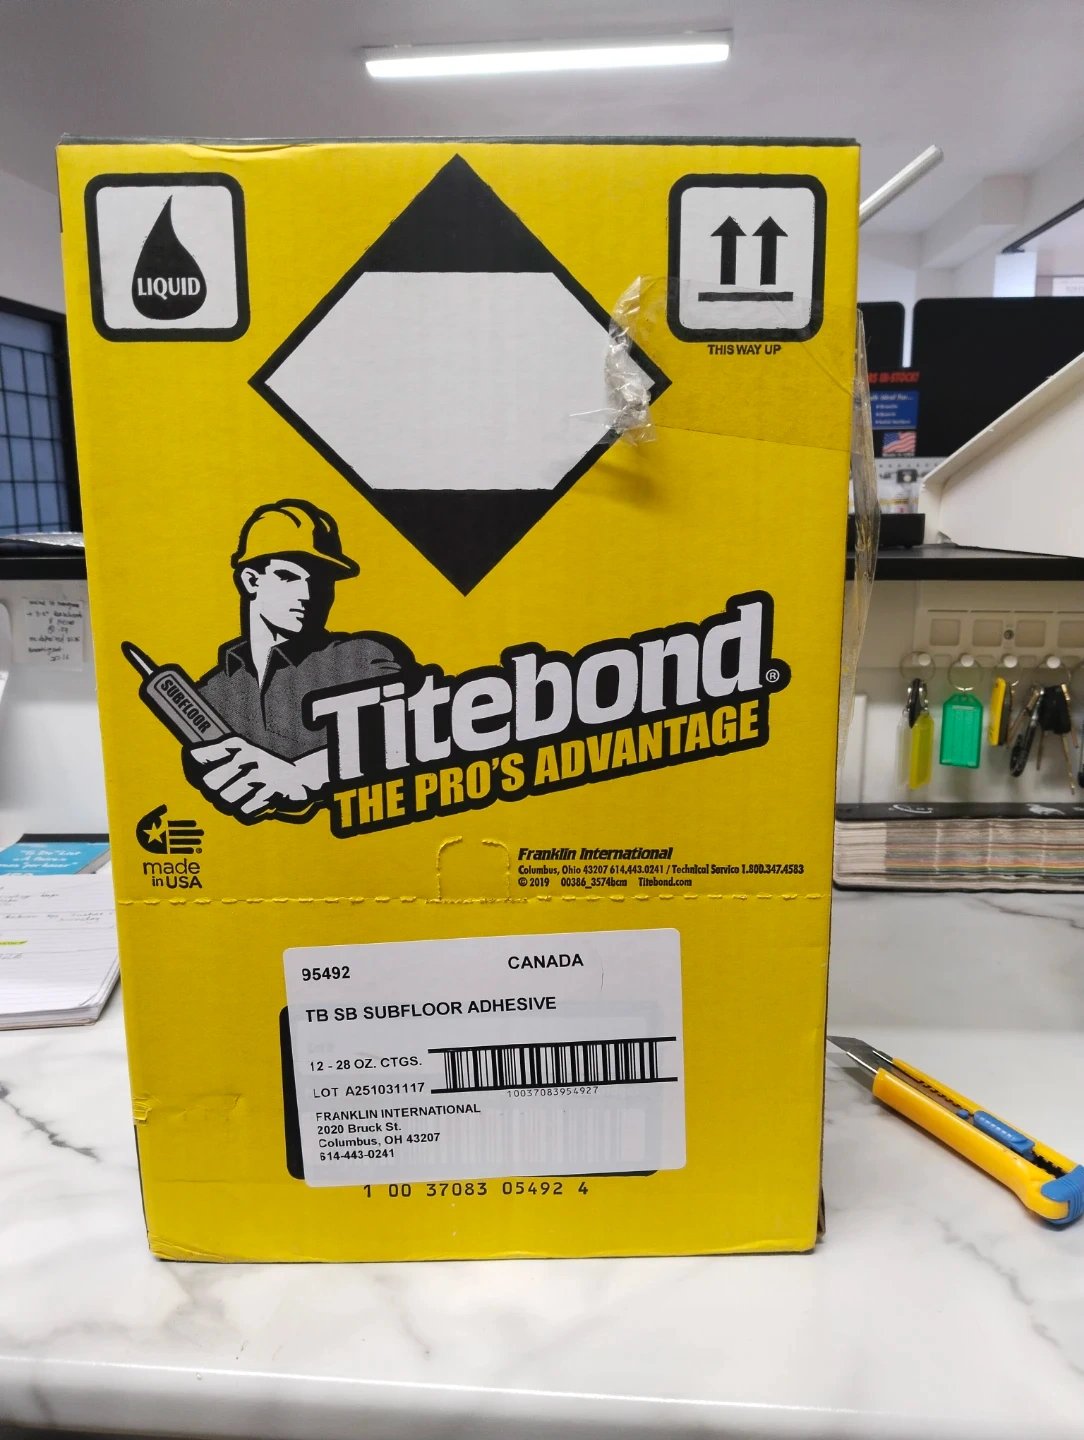 LIQUID
THIS WAY UP
RS IN-STOCK!
SUBFLOOR
Titebond®
THE PRO'S ADVANTAGE
made
in USA
Franklin International
Columbus, Ohio 43207 614.443.0241 / Technical Service 1.800.347.4583
© 2019 00386_3574bcm Titebond.com
95492
CANADA
TB SB SUBFLOOR ADHESIVE
12 - 28 OZ. CTGS.
LOT A251031117
10037083954927
FRANKLIN INTERNATIONAL
2020 Bruck St.
Columbus, OH 43207
614-443-0241
1 00 37083 05492 4